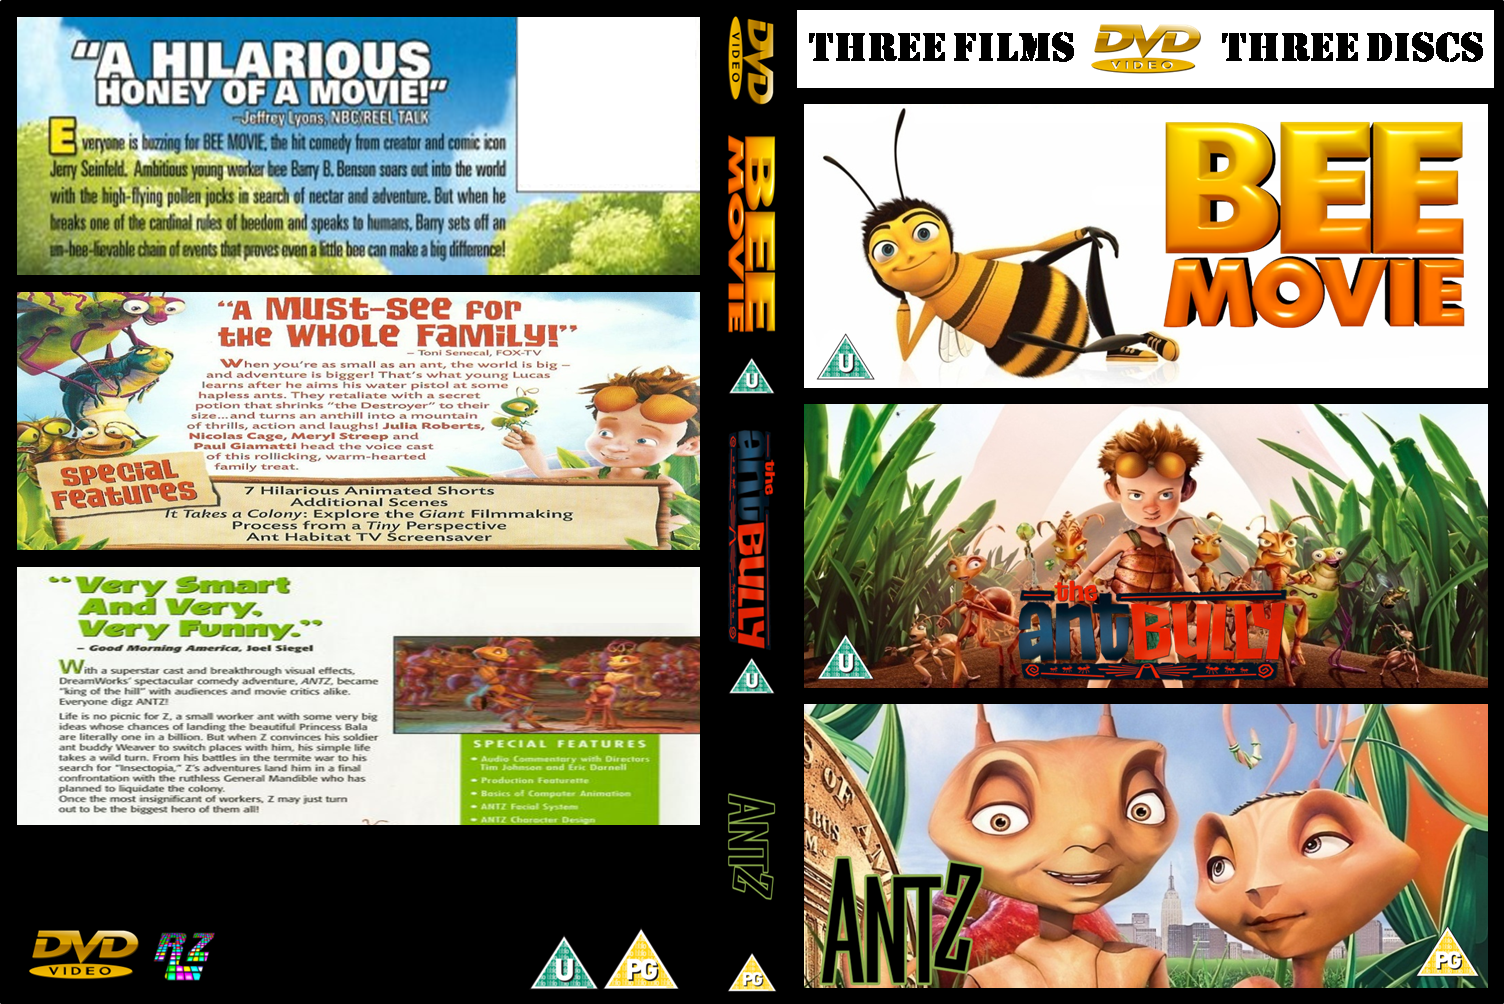 “A HILARIOUS
HONEY OF A MOVIE!”
–Jeffrey Lyons, NBC/REEL TALK
Everyone is buzzing for BEE MOVIE, the hit comedy from creator and comic icon
Jerry Seinfeld. Ambitious young worker bee Barry B. Benson soars out into the world
with the high-flying pollen jocks in search of nectar and adventure. But when he
breaks one of the cardinal rules of beedom and speaks to humans, Barry sets off an
un-bee-lievable chain of events that proves even a little bee can make a big difference!
“A MUST-SEE FOR
the WHOLE FAMILY!”
– Toni Senecal, FOX-TV
When you’re as small as an ant, the world is big –
and adventure is bigger! That’s what young Lucas
learns after he aims his water pistol at some
hapless ants. They retaliate with a secret
potion that shrinks “the Destroyer” to their
size...and turns an anthill into a mountain
of thrills, action and laughs! Julia Roberts,
Nicolas Cage, Meryl Streep and
Paul Giamatti head the voice cast
of this rollicking, warm-hearted
family treat.
Special
Features
7 Hilarious Animated Shorts
Additional Scenes
It Takes a Colony: Explore the Giant Filmmaking
Process from a Tiny Perspective
Ant Habitat TV Screensaver
“Very Smart
And Very,
Very Funny.”
– Good Morning America, Joel Siegel
With a superstar cast and breakthrough visual effects,
DreamWorks’ spectacular comedy adventure, ANTZ, became
“king of the hill” with audiences and movie critics alike.
Everyone digz ANTZ!
Life is no picnic for Z, a small worker ant with some very big
ideas whose chances of landing the beautiful Princess Bala
are literally one in a billion. But when Z convinces his soldier
ant buddy Weaver to switch places with him, his simple life
takes a wild turn. From his battles in the termite war to his
search for “Insectopia,” Z’s adventures land him in a final
confrontation with the ruthless General Mandible who has
planned to liquidate the colony.
Once the most insignificant of workers, Z may just turn
out to be the biggest hero of them all!
SPECIAL FEATURES
• Audio Commentary with Directors
Tim Johnson and Eric Darnell
• Production Featurette
• Basics of Computer Animation
• ANTZ Facial System
• ANTZ Character Design
DVD
VIDEO
U
PG
DVD
VIDEO
BEE
MOVIE
U
the
ant BULLY
U
ANTZ
PG
THREE FILMS DVD VIDEO THREE DISCS
BEE
MOVIE
U
the
ant BULLY
U
ANTZ
PG